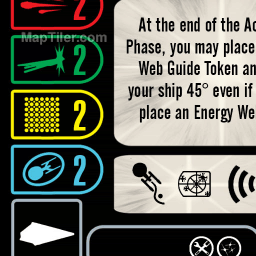 MapTiler.com
2
2
2
At the end of the Ac
Phase, you may place
Web Guide Token an
your ship 45° even if
place an Energy We